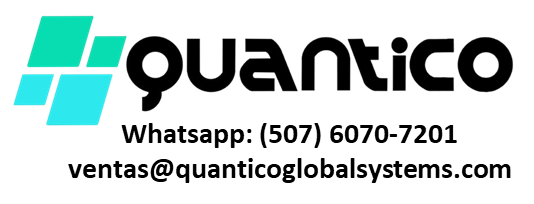 quantico
Whatsapp: (507) 6070-7201
ventas@quanticoglobalsystems.com